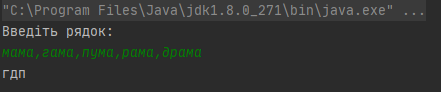 "C:\Program Files\Java\jdk1.8.0_271\bin\java.exe" ...
Введіть рядок:
мама,гама,пума,рама,драма
гдп